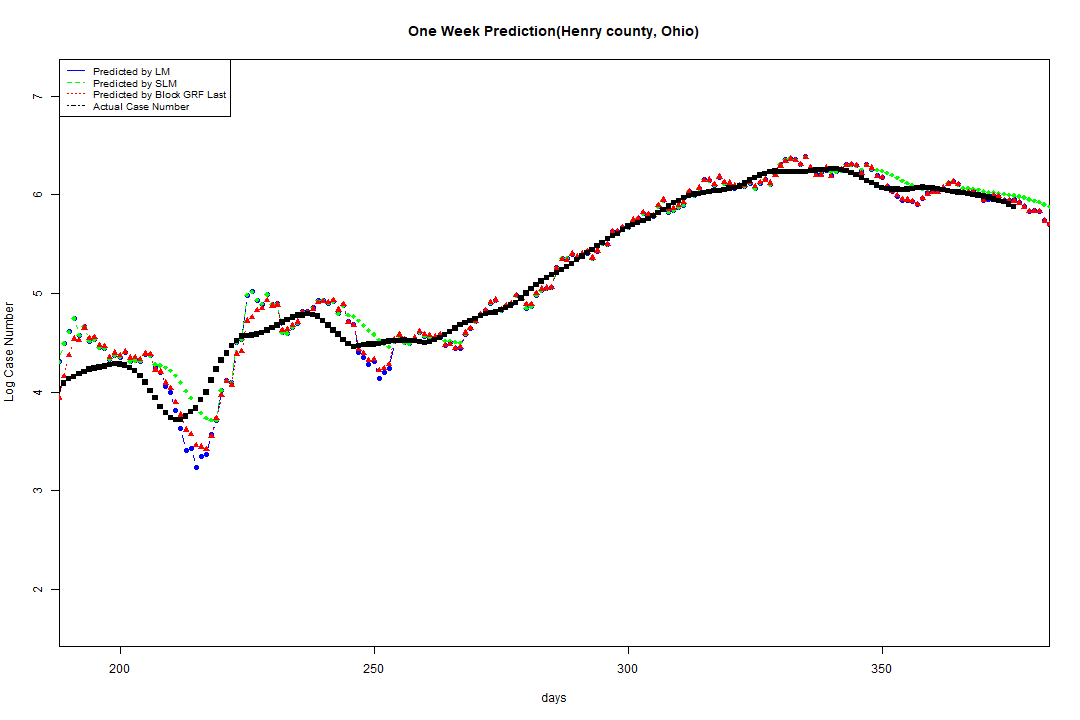 One Week Prediction(Henry county, Ohio)
Predicted by LM
Predicted by SLM
Predicted by Block GRF Last
Actual Case Number
7
6
5
4
3
2
Log Case Number
200 250 300 350
days